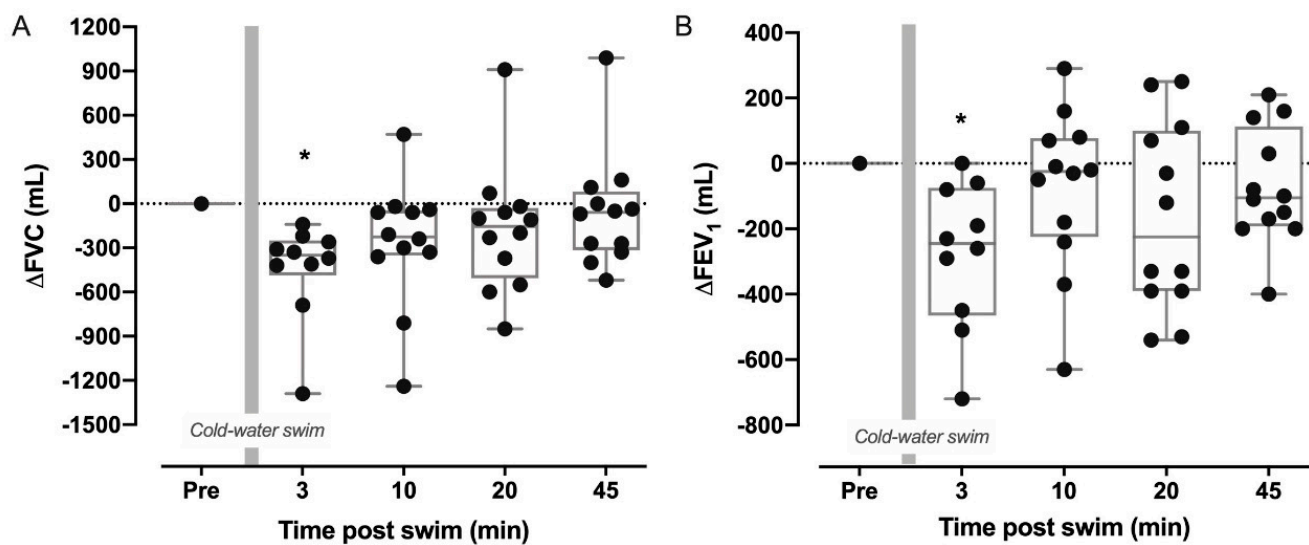 A
ΔFVC (mL)
1200
900
600
300
0
-300
-600
-900
-1200
-1500
*
Cold-water swim
Pre 3 10 20 45
Time post swim (min)
B
ΔFEV₁ (mL)
400
200
0
-200
-400
-600
-800
*
Cold-water swim
Pre 3 10 20 45
Time post swim (min)